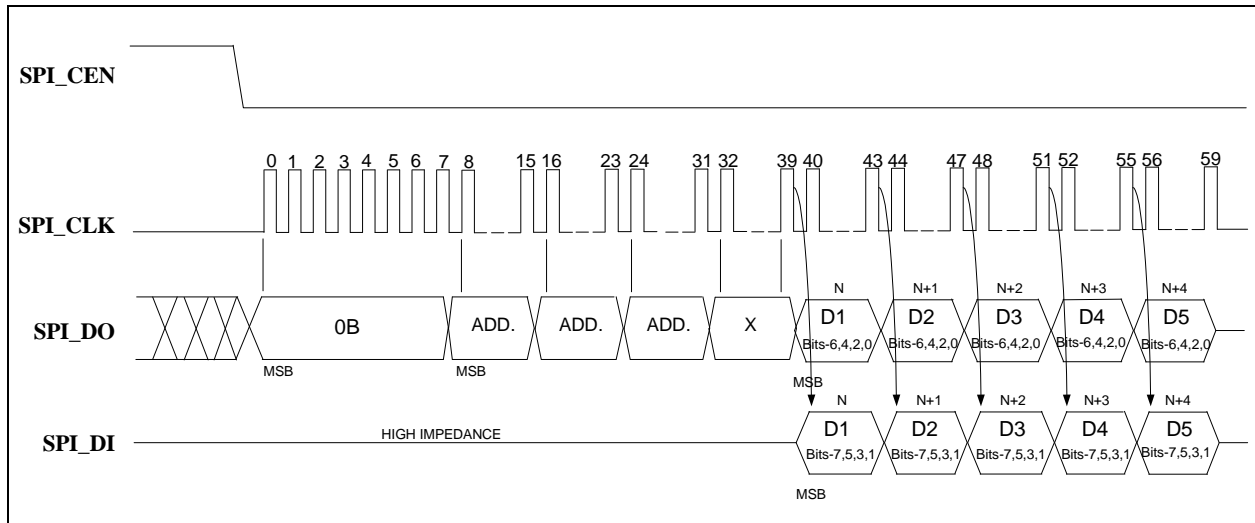 SPI_CEN
0 1 2 3 4 5 6 7 8 15 16 23 24 31 32 39 40 43 44 47 48 51 52 55 56 59
SPI_CLK
N N+1 N+2 N+3 N+4
SPI_DO 0B ADD. ADD. ADD. X D1 D2 D3 D4 D5
Bits-6,4,2,0 Bits-6,4,2,0 Bits-6,4,2,0 Bits-6,4,2,0 Bits-6,4,2,0
MSB MSB MSB
N N+1 N+2 N+3 N+4
SPI_DI HIGH IMPEDANCE D1 D2 D3 D4 D5
Bits-7,5,3,1 Bits-7,5,3,1 Bits-7,5,3,1 Bits-7,5,3,1 Bits-7,5,3,1
MSB